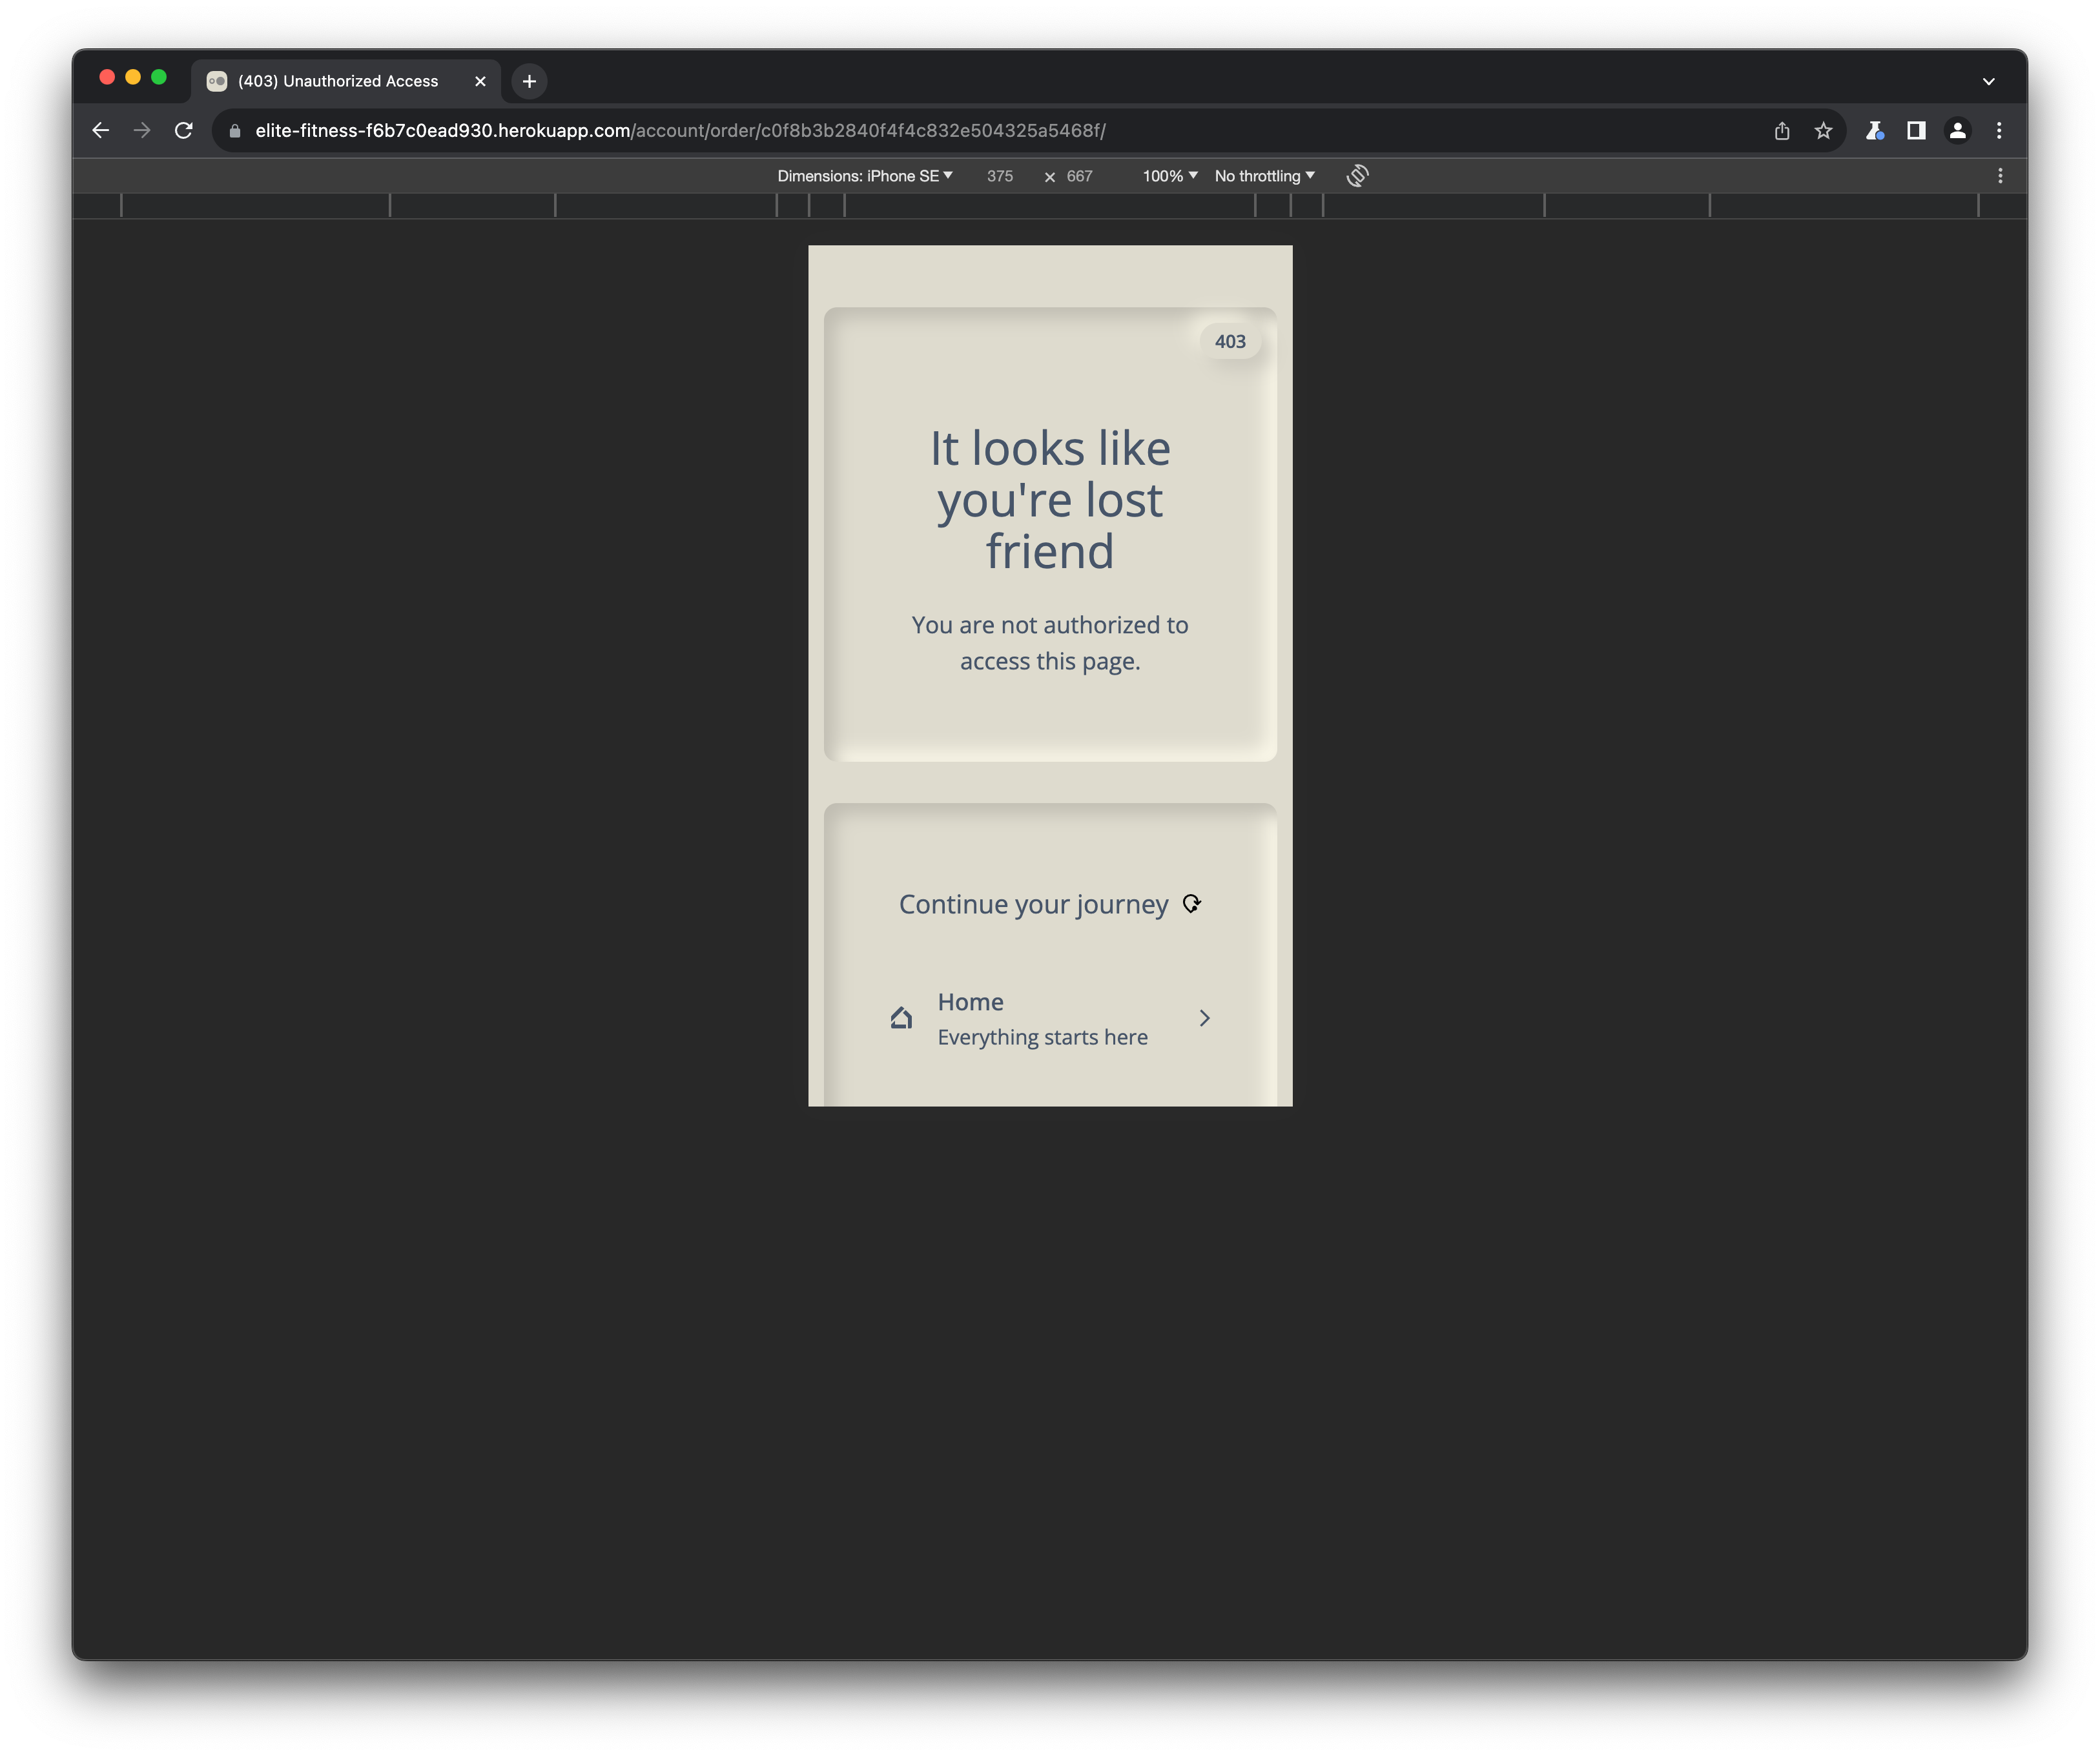 (403) Unauthorized Access
elite-fitness-f6b7c0ead930.herokuapp.com/account/order/c0f8b3b2840f4f4c832e504325a5468f/
Dimensions: iPhone SE 375 × 667 100% No throttling
403
It looks like
you're lost
friend
You are not authorized to
access this page.
Continue your journey
Home
Everything starts here